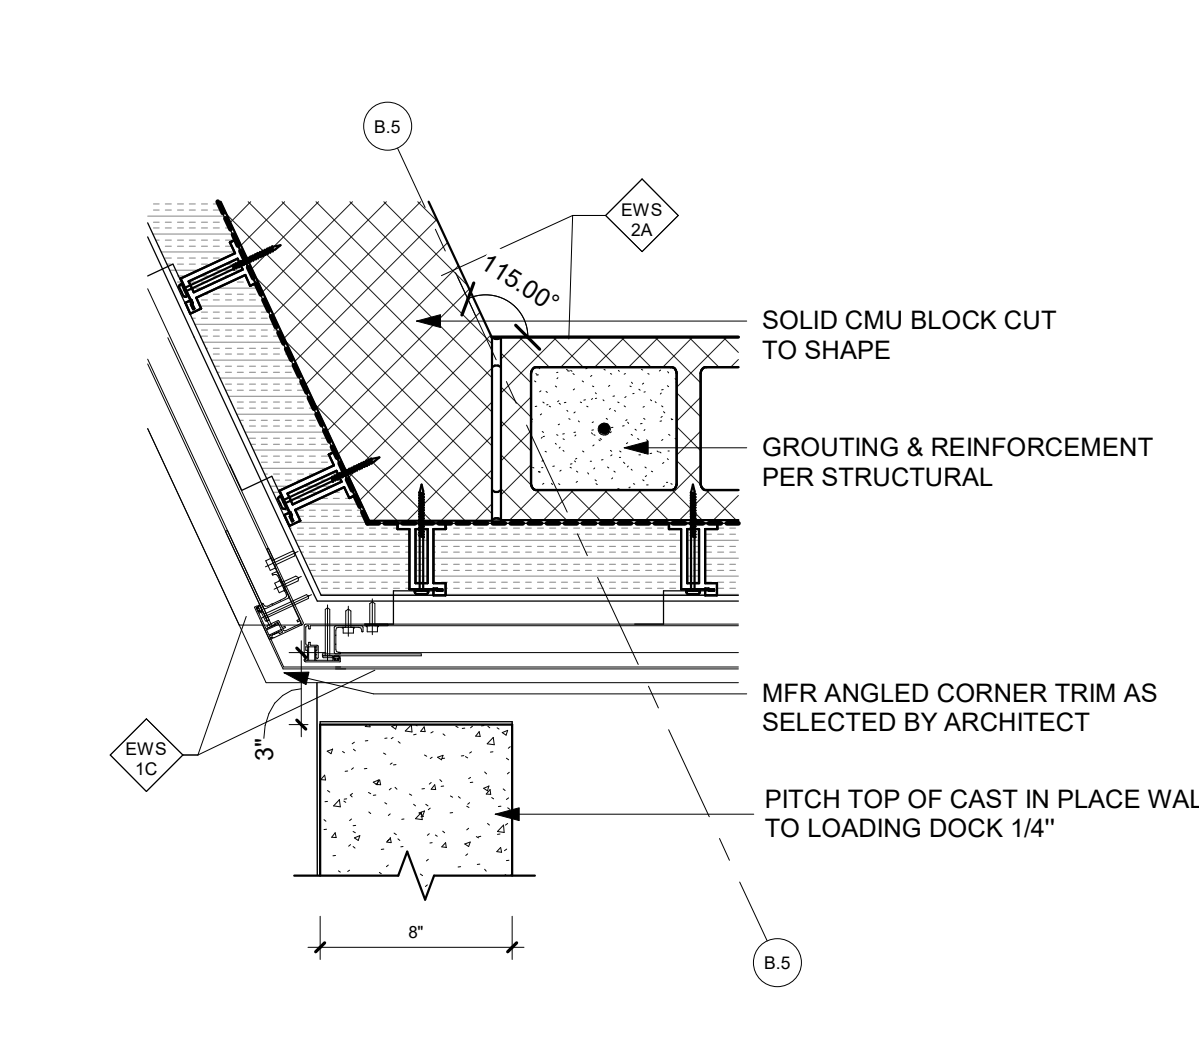 B.5
EWS
2A
115.00°
SOLID CMU BLOCK CUT
TO SHAPE
GROUTING & REINFORCEMENT
PER STRUCTURAL
MFR ANGLED CORNER TRIM AS
SELECTED BY ARCHITECT
3"
EWS
1C
PITCH TOP OF CAST IN PLACE WAL
TO LOADING DOCK 1/4"
8"
B.5